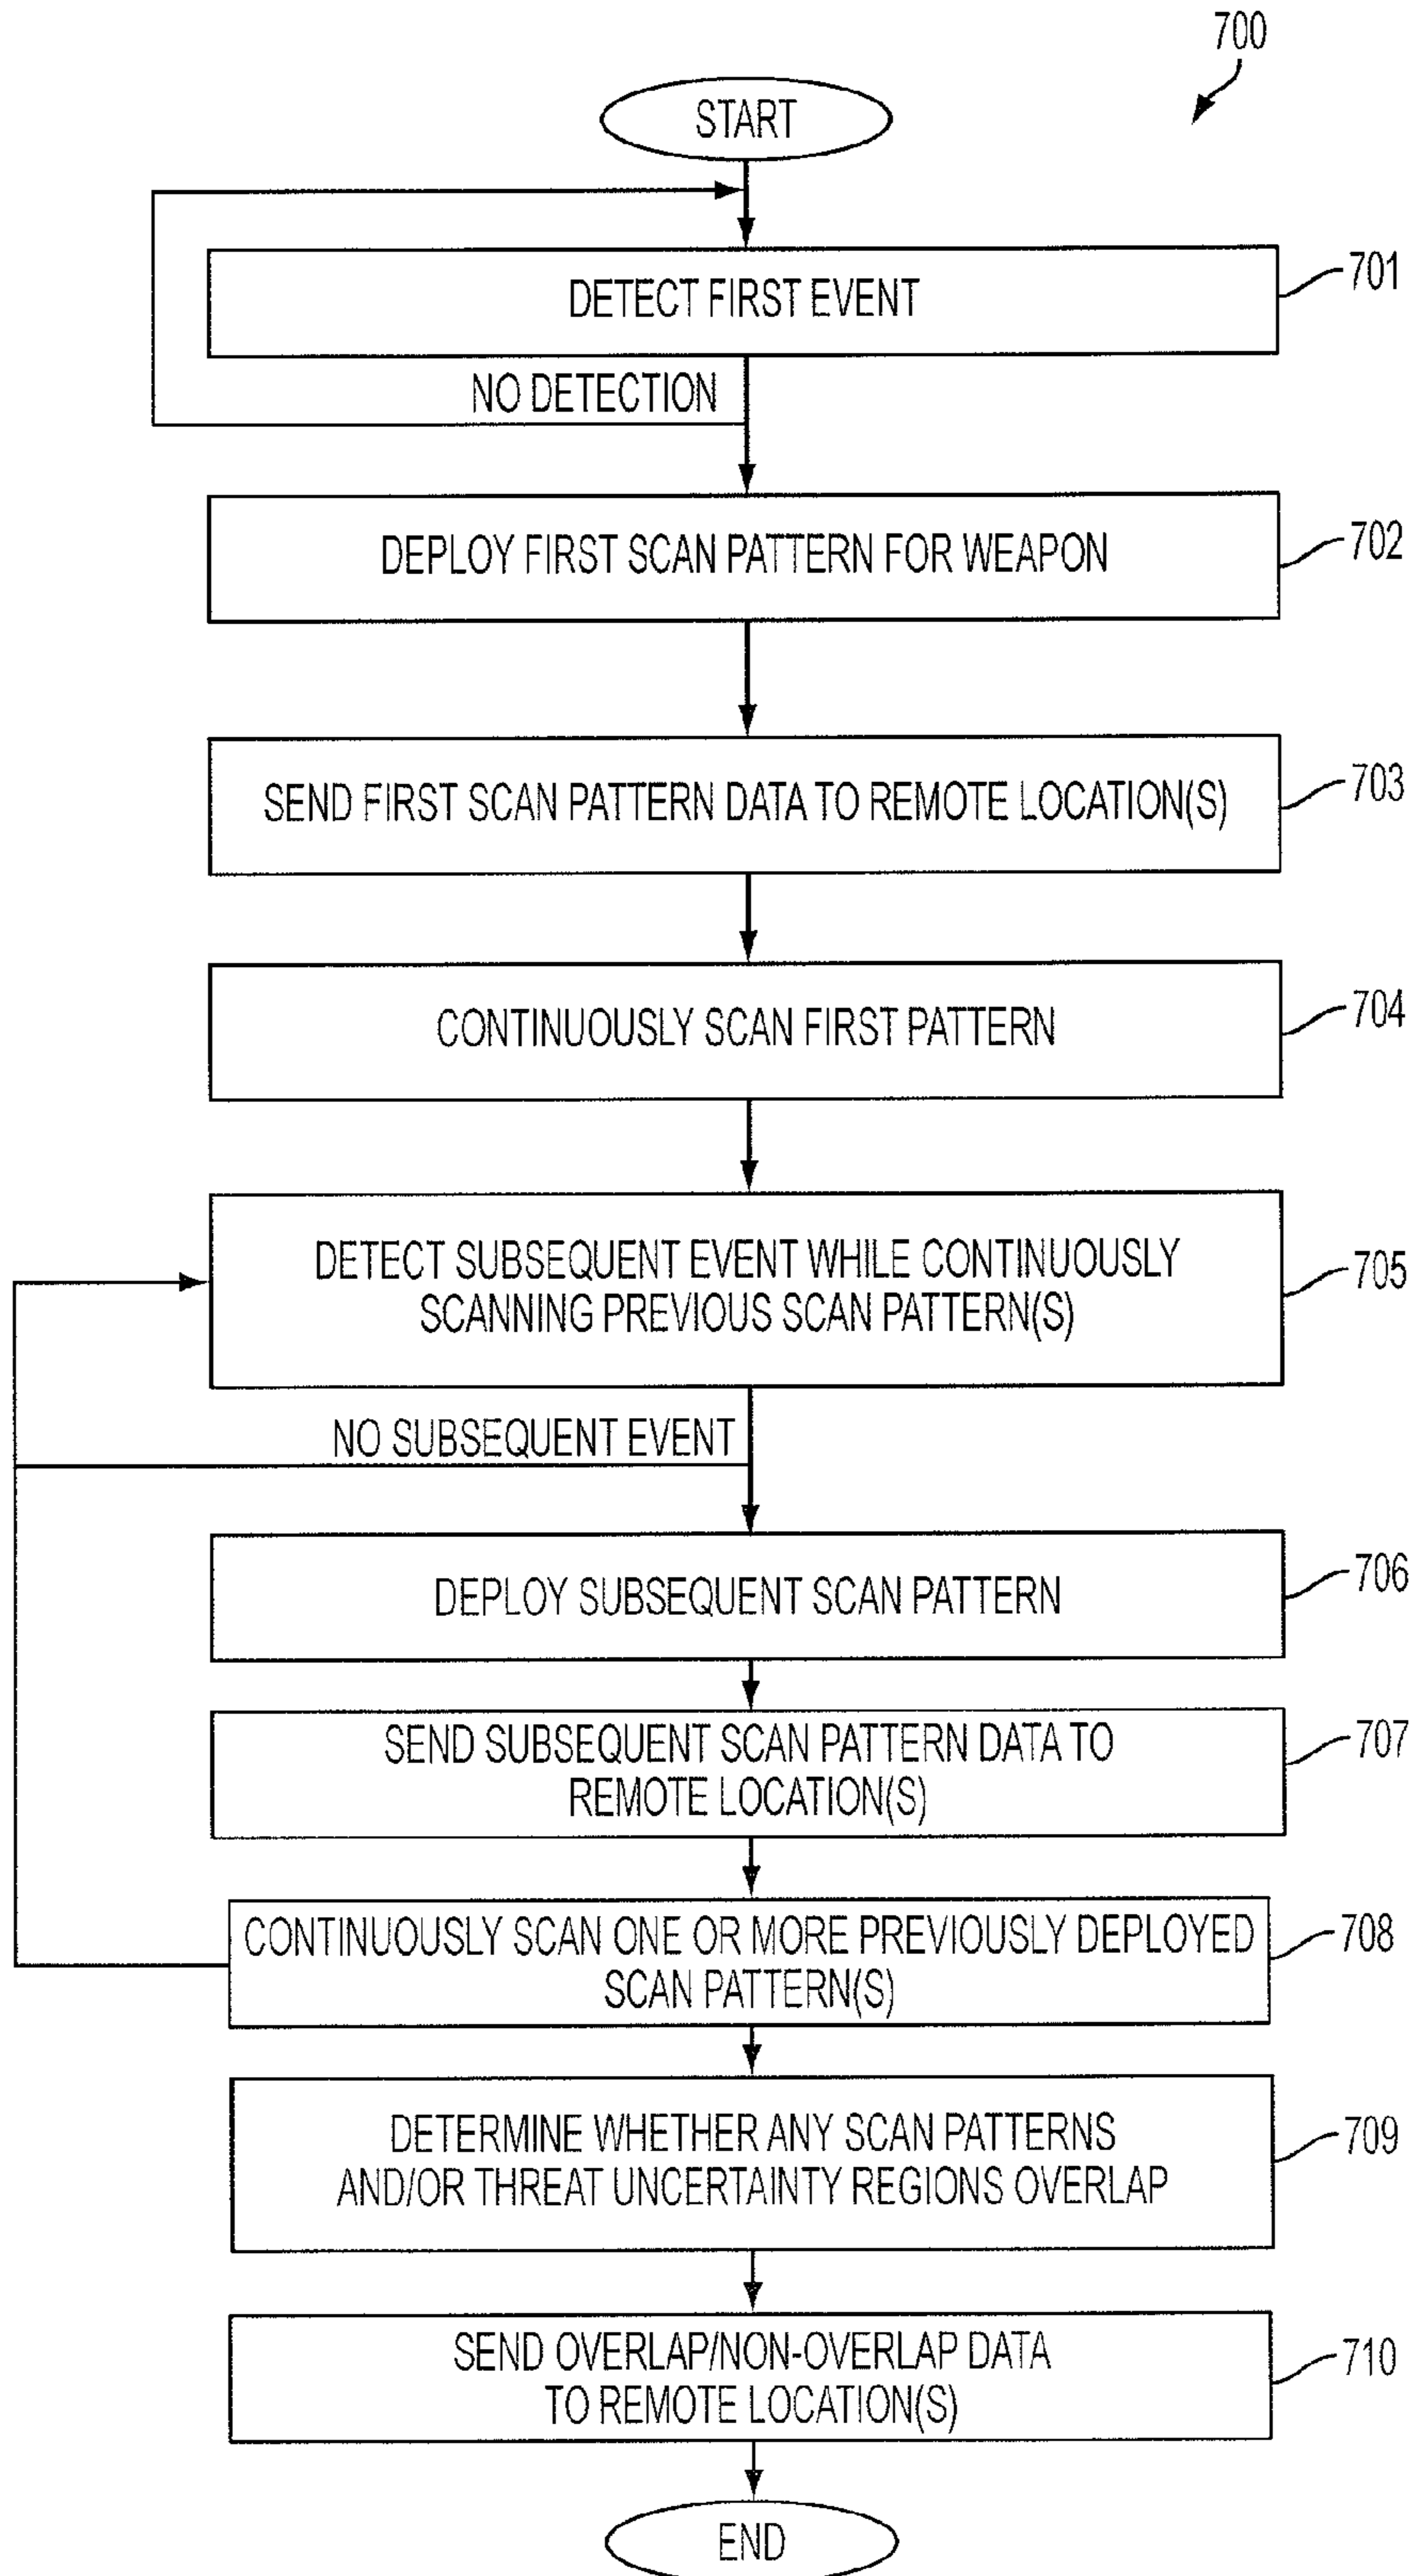 700
START
DETECT FIRST EVENT
701
NO DETECTION
DEPLOY FIRST SCAN PATTERN FOR WEAPON
702
SEND FIRST SCAN PATTERN DATA TO REMOTE LOCATION(S)
703
CONTINUOUSLY SCAN FIRST PATTERN
704
DETECT SUBSEQUENT EVENT WHILE CONTINUOUSLY
SCANNING PREVIOUS SCAN PATTERN(S)
705
NO SUBSEQUENT EVENT
DEPLOY SUBSEQUENT SCAN PATTERN
706
SEND SUBSEQUENT SCAN PATTERN DATA TO
REMOTE LOCATION(S)
707
CONTINUOUSLY SCAN ONE OR MORE PREVIOUSLY DEPLOYED
SCAN PATTERN(S)
708
DETERMINE WHETHER ANY SCAN PATTERNS
AND/OR THREAT UNCERTAINTY REGIONS OVERLAP
709
SEND OVERLAP/NON-OVERLAP DATA
TO REMOTE LOCATION(S)
710
END